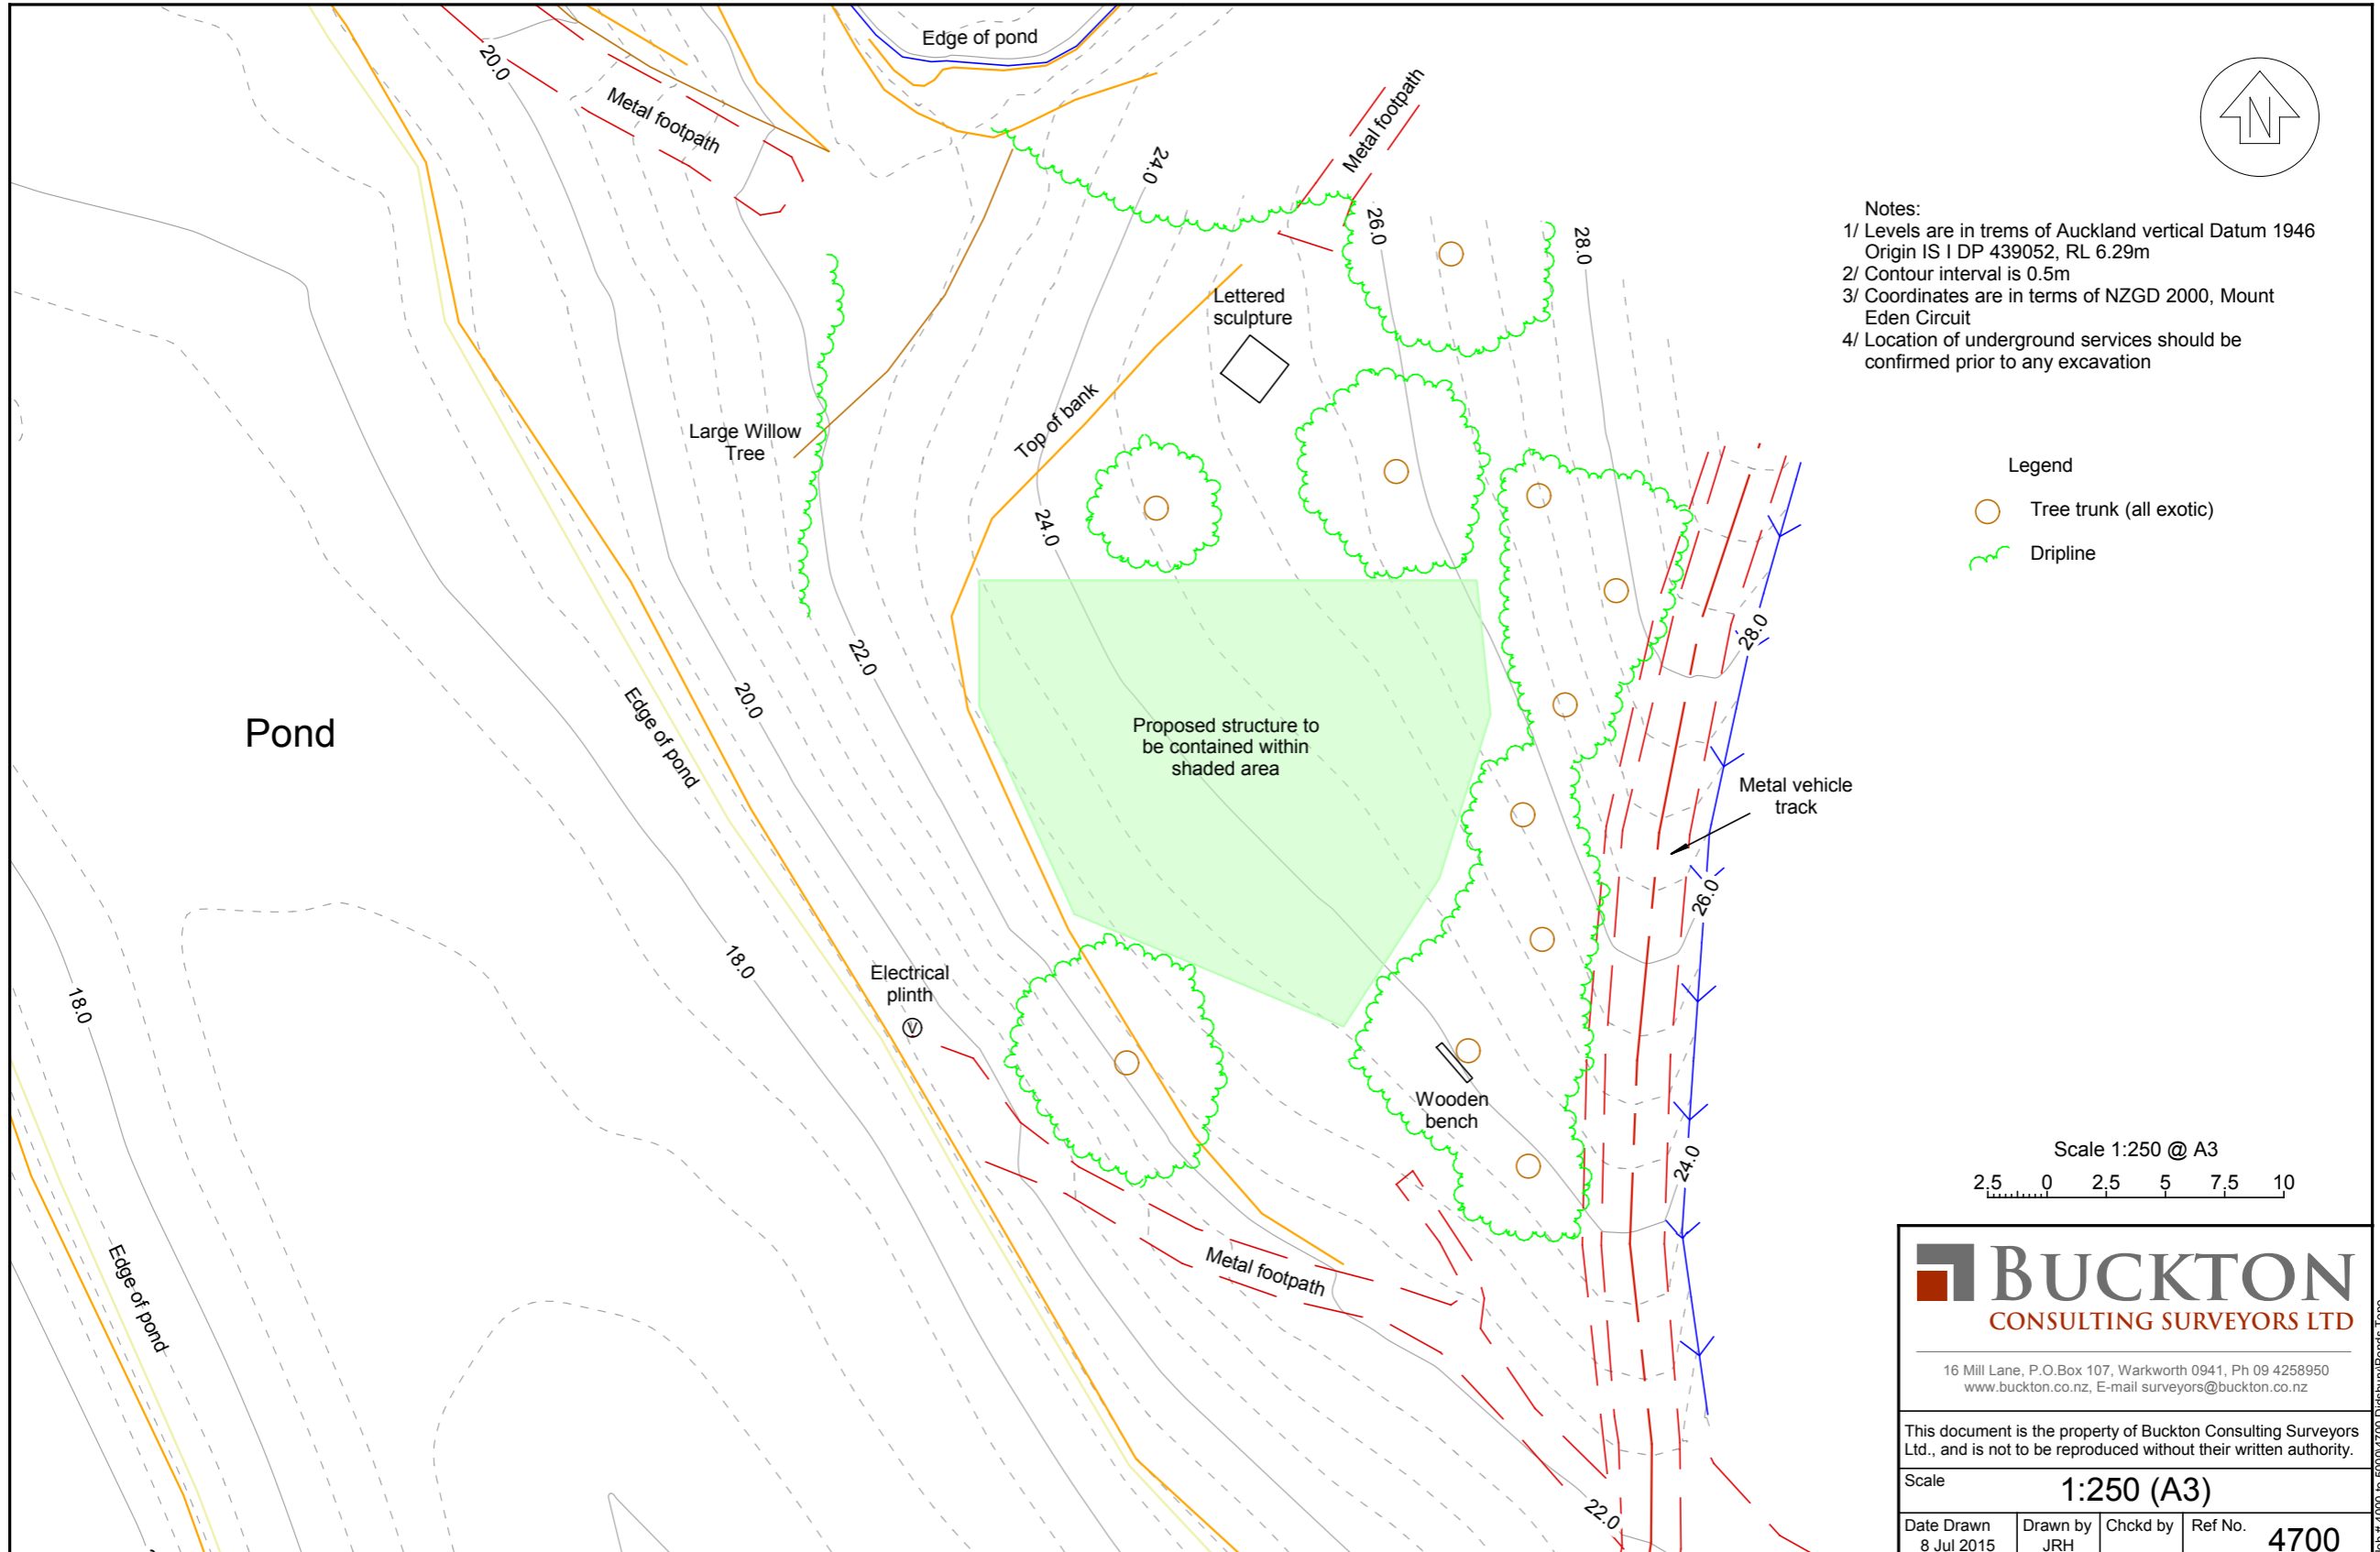 Edge of pond
20.0
Metal footpath
Metal footpath
24.0
26.0
28.0
N
Notes:
1/ Levels are in trems of Auckland vertical Datum 1946
Origin IS I DP 439052, RL 6.29m
2/ Contour interval is 0.5m
3/ Coordinates are in terms of NZGD 2000, Mount
Eden Circuit
4/ Location of underground services should be
confirmed prior to any excavation
Lettered
sculpture
Large Willow
Tree
Top of bank
Legend
Tree trunk (all exotic)
Dripline
24.0
22.0
20.0
28.0
Pond
Edge of pond
Proposed structure to
be contained within
shaded area
Metal vehicle
track
26.0
18.0
18.0
Electrical
plinth
V
Wooden
bench
24.0
Edge of pond
Metal footpath
22.0
Scale 1:250 @ A3
2.5 0 2.5 5 7.5 10
BUCKTON
CONSULTING SURVEYORS LTD
16 Mill Lane, P.O.Box 107, Warkworth 0941, Ph 09 4258950
www.buckton.co.nz, E-mail surveyors@buckton.co.nz
This document is the property of Buckton Consulting Surveyors
Ltd., and is not to be reproduced without their written authority.
Scale
1:250 (A3)
Date Drawn
8 Jul 2015
Drawn by
JRH
Chckd by
Ref No.
4700